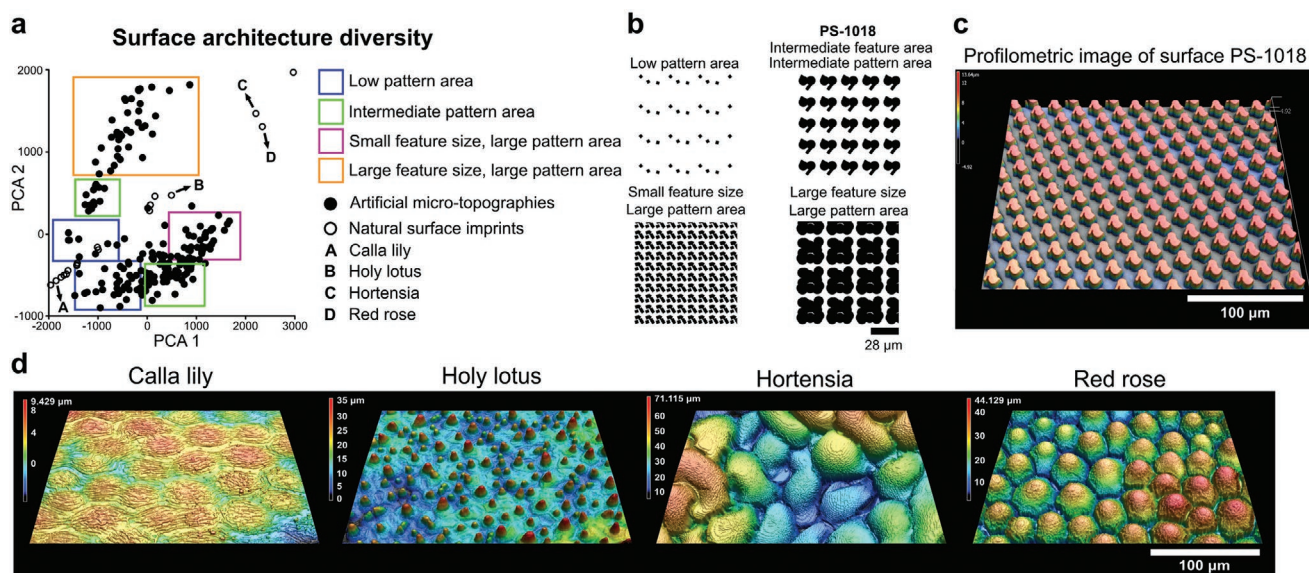 a
Surface architecture diversity
2000
1000
0
-1000
PCA 2
-2000
-1000
0
1000
2000
3000
PCA 1
C
D
B
A
Low pattern area
Intermediate pattern area
Small feature size, large pattern area
Large feature size, large pattern area
Artificial micro-topographies
Natural surface imprints
A Calla lily
B Holy lotus
C Hortensia
D Red rose
b
Low pattern area
PS-1018
Intermediate feature area
Intermediate pattern area
Small feature size
Large pattern area
Large feature size
Large pattern area
28 µm
c
Profilometric image of surface PS-1018
-4.92
100 µm
d
Calla lily
9.429 µm
8
4
0
Holy lotus
35 µm
30
25
20
15
10
5
0
Hortensia
71.115 µm
60
50
40
30
20
10
Red rose
44.129 µm
40
30
20
10
100 µm